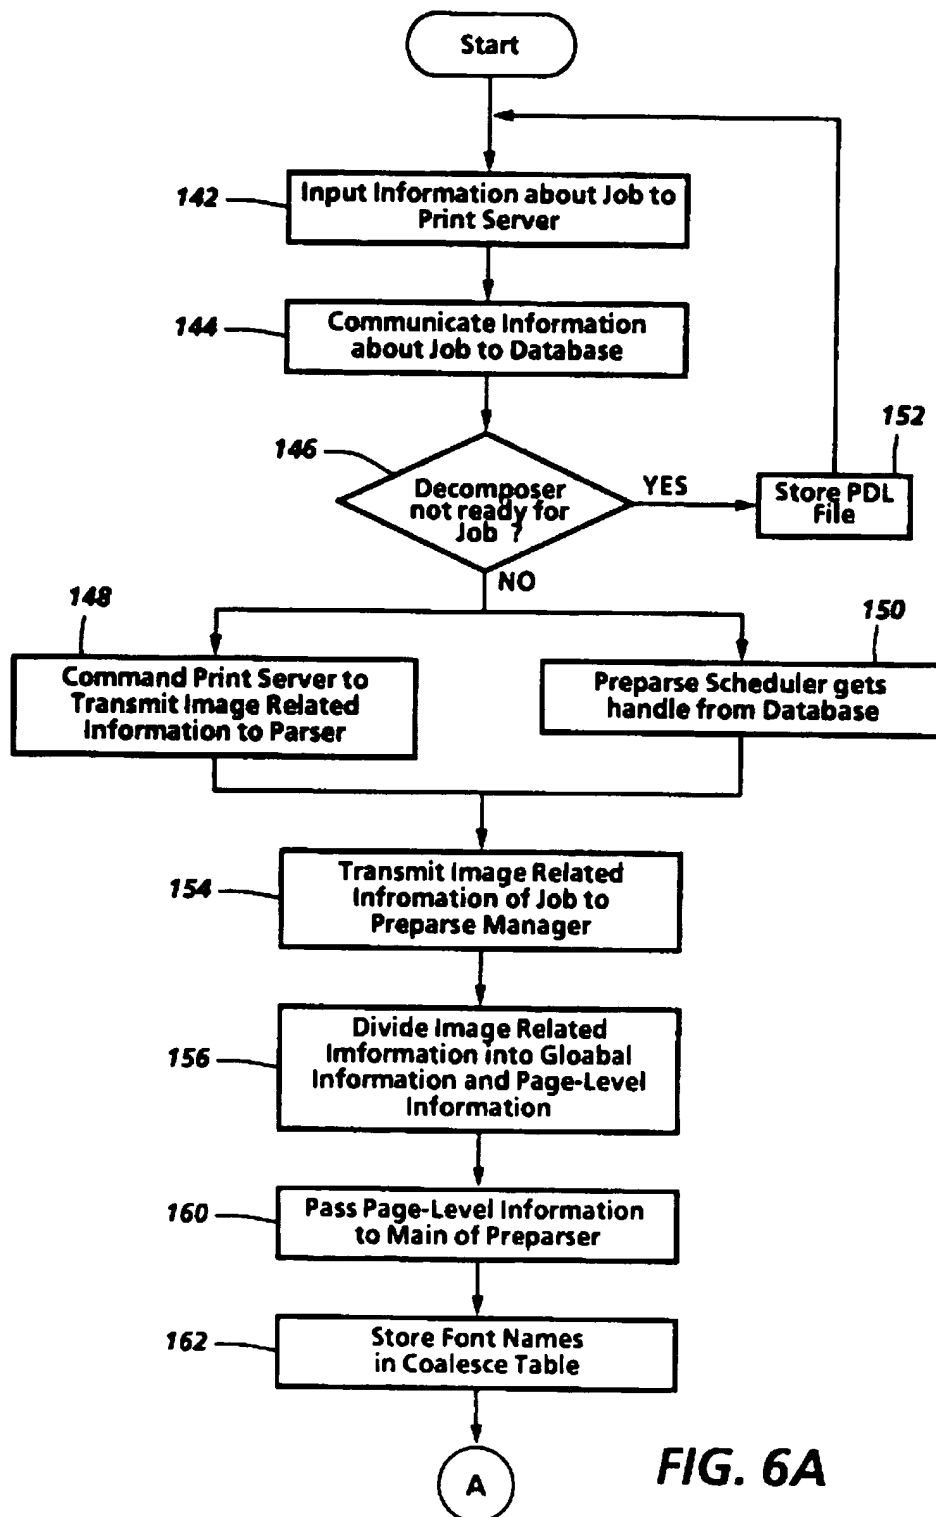 Start
142
Input Information about Job to
Print Server
144
Communicate Information
about Job to Database
146
Decomposer
not ready for
Job ?
YES
152
Store PDL
File
NO
148
Command Print Server to
Transmit Image Related
Information to Parser
150
Preparse Scheduler gets
handle from Database
154
Transmit Image Related
Infromation of Job to
Preparse Manager
156
Divide Image Related
Imformation into Gloabal
Information and Page-Level
Information
160
Pass Page-Level Information
to Main of Preparser
162
Store Font Names
in Coalesce Table
A
FIG. 6A